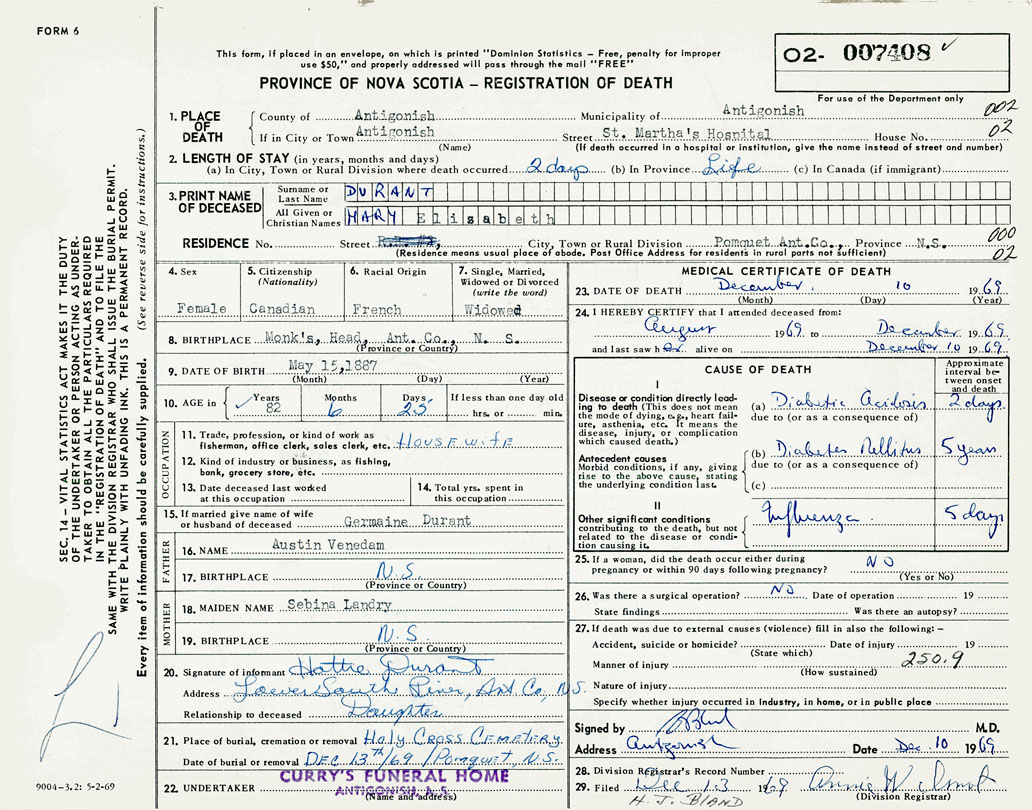 FORM 6
This form, if placed in an envelope, on which is printed "Dominion Statistics – Free, penalty for improper
use $50," and properly addressed will pass through the mail "FREE"
PROVINCE OF NOVA SCOTIA – REGISTRATION OF DEATH
02- 007408 ✓
For use of the Department only
SEC. 14 – VITAL STATISTICS ACT MAKES IT THE DUTY
OF THE UNDERTAKER OR PERSON ACTING AS UNDER-
TAKER TO OBTAIN ALL THE PARTICULARS REQUIRED
IN THE "REGISTRATION OF DEATH" AND TO FILE THE
SAME WITH THE DIVISION REGISTRAR WHO SHALL ISSUE THE BURIAL PERMIT.
WRITE PLAINLY WITH UNFADING INK. THIS IS A PERMANENT RECORD.
Every item of information should be carefully supplied. (See reverse side for instructions.)
1. PLACE OF DEATH
County of Antigonish Municipality of Antigonish 002
If in City or Town Antigonish Street St. Martha's Hospital House No. 02
(Name) (If death occurred in a hospital or institution, give the name instead of street and number)
2. LENGTH OF STAY (in years, months and days)
(a) In City, Town or Rural Division where death occurred 2 days (b) In Province Life (c) In Canada (if immigrant)
3. PRINT NAME OF DECEASED
Surname or Last Name DURANT
All Given or Christian Names MARY Elisabeth
RESIDENCE No. Street City, Town or Rural Division Pomquet Ant.Co., Province N.S. 000
(Residence means usual place of abode. Post Office Address for residents in rural parts not sufficient) 02
4. Sex 5. Citizenship (Nationality) 6. Racial Origin 7. Single, Married, Widowed or Divorced (write the word)
Female Canadian French Widowed
8. BIRTHPLACE Monk's, Head, Ant. Co., N. S.
(Province or Country)
9. DATE OF BIRTH May 15,1887
(Month) (Day) (Year)
10. AGE in Years Months Days If less than one day old
✓ 82 6 25 hrs. or min.
OCCUPATION
11. Trade, profession, or kind of work as
fisherman, office clerk, soles clerk, etc. Housewife
12. Kind of industry or business, as fishing,
bank, grocery store, etc.
13. Date deceased last worked
at this occupation
14. Total yrs. spent in
this occupation
15. If married give name of wife
or husband of deceased Germaine Durant
FATHER
16. NAME Austin Venedam
17. BIRTHPLACE N.S.
(Province or Country)
MOTHER
18. MAIDEN NAME Sebina Landry
19. BIRTHPLACE N.S.
(Province or Country)
20. Signature of informant Hattie Durant
Address Lower South River, Ant Co, N.S.
Relationship to deceased Daughter
21. Place of burial, cremation or removal Holy Cross Cemetery
Date of burial or removal Dec 13th/69 /Pomquet, N.S.
22. UNDERTAKER CURRY'S FUNERAL HOME
ANTIGONISH, N.S.
(Name and address)
9004-3.2: 5-2-69
MEDICAL CERTIFICATE OF DEATH
23. DATE OF DEATH December 10 1969
(Month) (Day) (Year)
24. I HEREBY CERTIFY that I attended deceased from:
August 1969 to December 1969
and last saw her alive on December 10 1969
CAUSE OF DEATH
Approximate
interval be-
tween onset
and death
I
Disease or condition directly lead-
ing to death (This does not mean
the mode of dying, e.g., heart fail-
ure, asthenia, etc. It means the
disease, injury, or complication
which caused death.)
(a) Diabetic Acidosis 2 days
due to (or as a consequence of)
Antecedent causes
Morbid conditions, if any, giving
rise to the above cause, stating
the underlying condition last.
(b) Diabetes Mellitus 5 years
due to (or as a consequence of)
(c)
II
Other significant conditions
contributing to the death, but not
related to the disease or condi-
tion causing it.
Influenza 5 days
25. If a woman, did the death occur either during
pregnancy or within 90 days following pregnancy? NO
(Yes or No)
26. Was there a surgical operation? NO Date of operation 19
State findings Was there an autopsy?
27. If death was due to external causes (violence) fill in also the following: –
Accident, suicide or homicide? Date of injury 19
(State which)
Manner of injury 250.9
(How sustained)
Nature of injury
Specify whether injury occurred in Industry, in home, or in public place
Signed by M.D.
Address Antigonish Date Dec. 10 1969
28. Division Registrar's Record Number
29. Filed Dec 13 1969 Annie W
H. J. BLAND (Division Registrar)